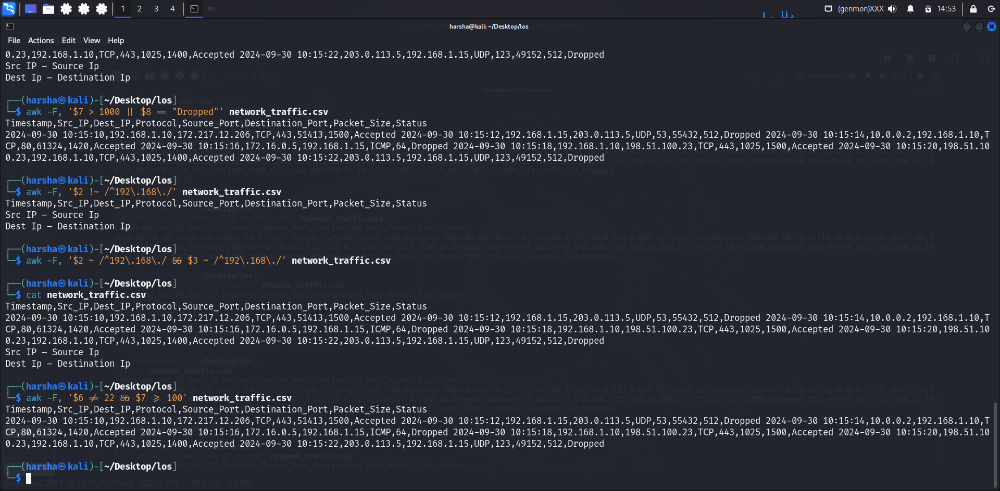 1 2 3 4 (genmon)XXX 14:53
harsha@kali: ~/Desktop/los
File Actions Edit View Help
0.23,192.168.1.10,TCP,443,1025,1400,Accepted 2024-09-30 10:15:22,203.0.113.5,192.168.1.15,UDP,123,49152,512,Dropped
Src IP – Source Ip
Dest Ip – Destination Ip
┌──(harsha㉿kali)-[~/Desktop/los]
└─$ awk -F, '$7 > 1000 || $8 == "Dropped"' network_traffic.csv
Timestamp,Src_IP,Dest_IP,Protocol,Source_Port,Destination_Port,Packet_Size,Status
2024-09-30 10:15:10,192.168.1.10,172.217.12.206,TCP,443,51413,1500,Accepted 2024-09-30 10:15:12,192.168.1.15,203.0.113.5,UDP,53,55432,512,Dropped 2024-09-30 10:15:14,10.0.0.2,192.168.1.10,T
CP,80,61324,1420,Accepted 2024-09-30 10:15:16,172.16.0.5,192.168.1.15,ICMP,64,Dropped 2024-09-30 10:15:18,192.168.1.10,198.51.100.23,TCP,443,1025,1500,Accepted 2024-09-30 10:15:20,198.51.10
0.23,192.168.1.10,TCP,443,1025,1400,Accepted 2024-09-30 10:15:22,203.0.113.5,192.168.1.15,UDP,123,49152,512,Dropped
┌──(harsha㉿kali)-[~/Desktop/los]
└─$ awk -F, '$2 !~ /^192\.168\./' network_traffic.csv
Timestamp,Src_IP,Dest_IP,Protocol,Source_Port,Destination_Port,Packet_Size,Status
Src IP – Source Ip
Dest Ip – Destination Ip
┌──(harsha㉿kali)-[~/Desktop/los]
└─$ awk -F, '$2 ~ /^192\.168\./ && $3 ~ /^192\.168\./' network_traffic.csv
┌──(harsha㉿kali)-[~/Desktop/los]
└─$ cat network_traffic.csv
Timestamp,Src_IP,Dest_IP,Protocol,Source_Port,Destination_Port,Packet_Size,Status
2024-09-30 10:15:10,192.168.1.10,172.217.12.206,TCP,443,51413,1500,Accepted 2024-09-30 10:15:12,192.168.1.15,203.0.113.5,UDP,53,55432,512,Dropped 2024-09-30 10:15:14,10.0.0.2,192.168.1.10,T
CP,80,61324,1420,Accepted 2024-09-30 10:15:16,172.16.0.5,192.168.1.15,ICMP,64,Dropped 2024-09-30 10:15:18,192.168.1.10,198.51.100.23,TCP,443,1025,1500,Accepted 2024-09-30 10:15:20,198.51.10
0.23,192.168.1.10,TCP,443,1025,1400,Accepted 2024-09-30 10:15:22,203.0.113.5,192.168.1.15,UDP,123,49152,512,Dropped
Src IP – Source Ip
Dest Ip – Destination Ip
┌──(harsha㉿kali)-[~/Desktop/los]
└─$ awk -F, '$6 != 22 && $7 >= 100' network_traffic.csv
Timestamp,Src_IP,Dest_IP,Protocol,Source_Port,Destination_Port,Packet_Size,Status
2024-09-30 10:15:10,192.168.1.10,172.217.12.206,TCP,443,51413,1500,Accepted 2024-09-30 10:15:12,192.168.1.15,203.0.113.5,UDP,53,55432,512,Dropped 2024-09-30 10:15:14,10.0.0.2,192.168.1.10,T
CP,80,61324,1420,Accepted 2024-09-30 10:15:16,172.16.0.5,192.168.1.15,ICMP,64,Dropped 2024-09-30 10:15:18,192.168.1.10,198.51.100.23,TCP,443,1025,1500,Accepted 2024-09-30 10:15:20,198.51.10
0.23,192.168.1.10,TCP,443,1025,1400,Accepted 2024-09-30 10:15:22,203.0.113.5,192.168.1.15,UDP,123,49152,512,Dropped
┌──(harsha㉿kali)-[~/Desktop/los]
└─$
Screenshot_2024-10-13_14_53_17.png 1920 x 944 490.1 kB 83.3%